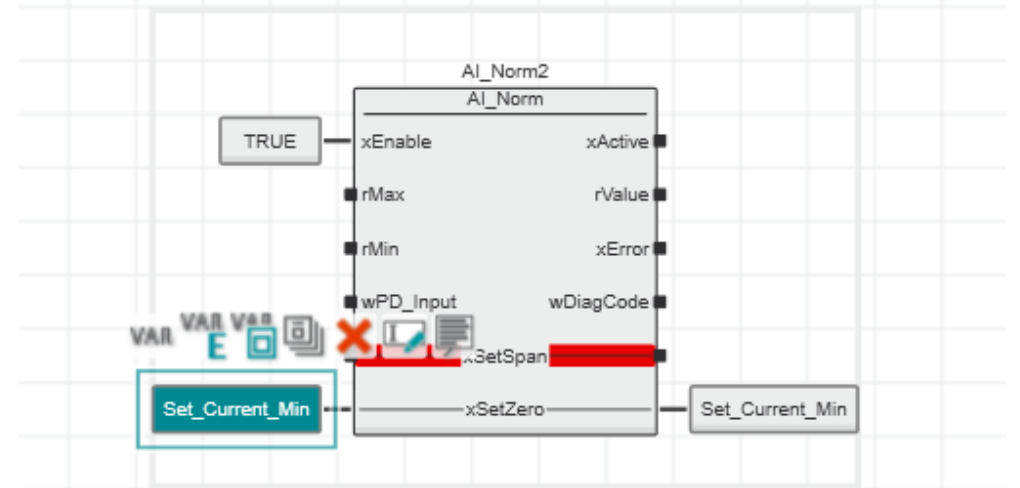 AI_Norm2
AI_Norm
TRUE
xEnable
xActive
rMax
rValue
rMin
xError
wPD_Input
wDiagCode
VAR
VAR
E
VAR
xSetSpan
Set_Current_Min
xSetZero
Set_Current_Min